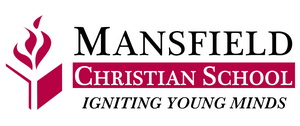 MANSFIELD
CHRISTIAN SCHOOL
IGNITING YOUNG MINDS